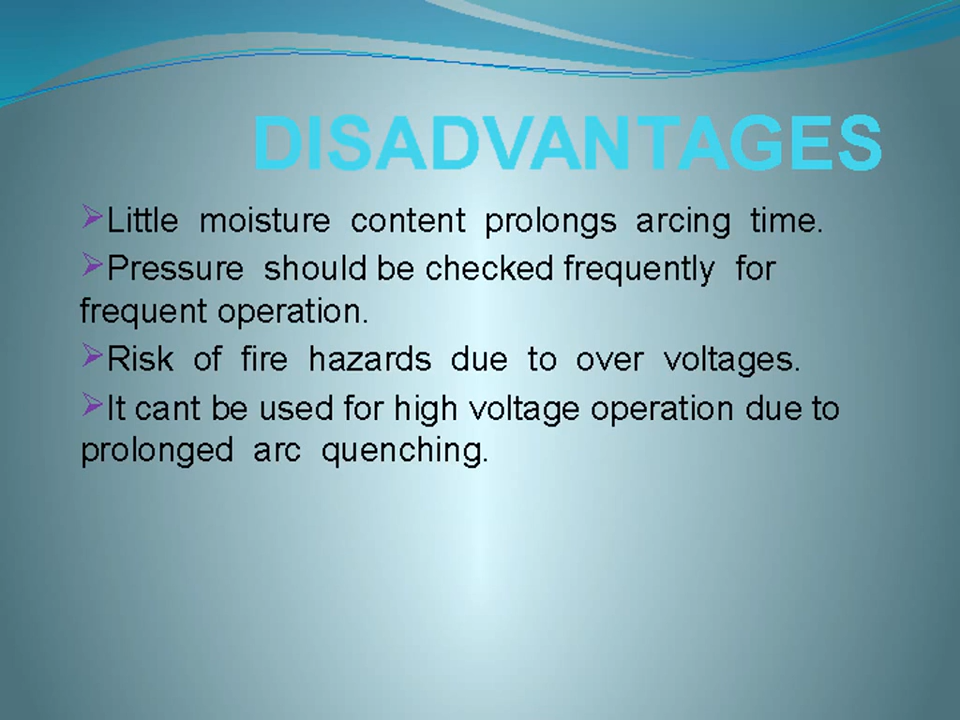 DISADVANTAGES
➢Little moisture content prolongs arcing time.
➢Pressure should be checked frequently for
frequent operation.
➢Risk of fire hazards due to over voltages.
➢It cant be used for high voltage operation due to
prolonged arc quenching.